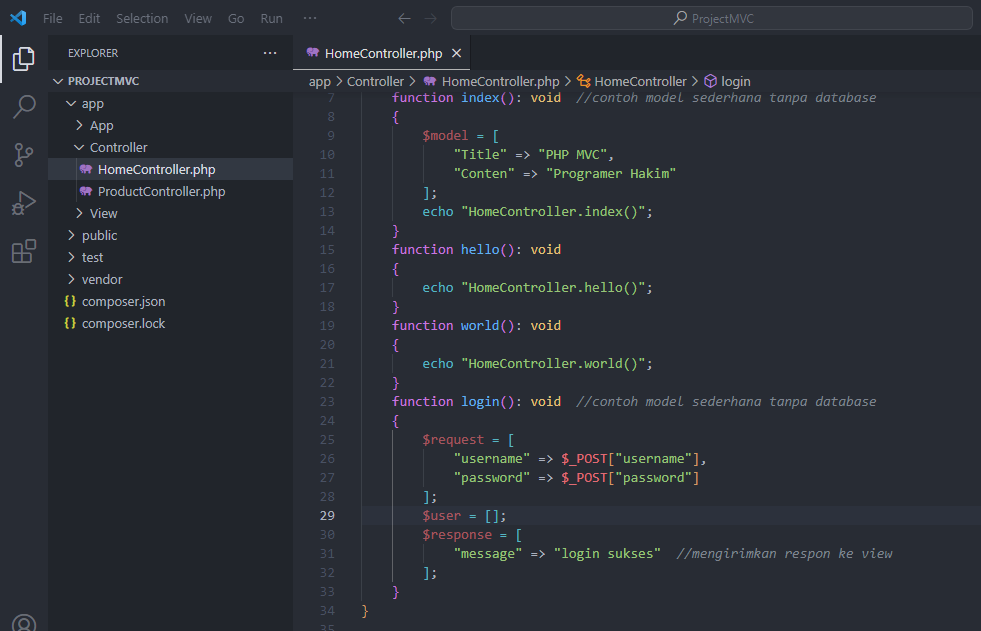 File Edit Selection View Go Run ··· ← → ProjectMVC
EXPLORER ···
HomeController.php ×
PROJECTMVC
app > Controller > HomeController.php > HomeController > login
app
App
Controller
HomeController.php
ProductController.php
View
public
test
vendor
composer.json
composer.lock
7 function index(): void //contoh model sederhana tanpa database
8 {
9 $model = [
10 "Title" => "PHP MVC",
11 "Conten" => "Programer Hakim"
12 ];
13 echo "HomeController.index()";
14 }
15 function hello(): void
16 {
17 echo "HomeController.hello()";
18 }
19 function world(): void
20 {
21 echo "HomeController.world()";
22 }
23 function login(): void //contoh model sederhana tanpa database
24 {
25 $request = [
26 "username" => $_POST["username"],
27 "password" => $_POST["password"]
28 ];
29 $user = [];
30 $response = [
31 "message" => "login sukses" //mengirimkan respon ke view
32 ];
33 }
34 }
35